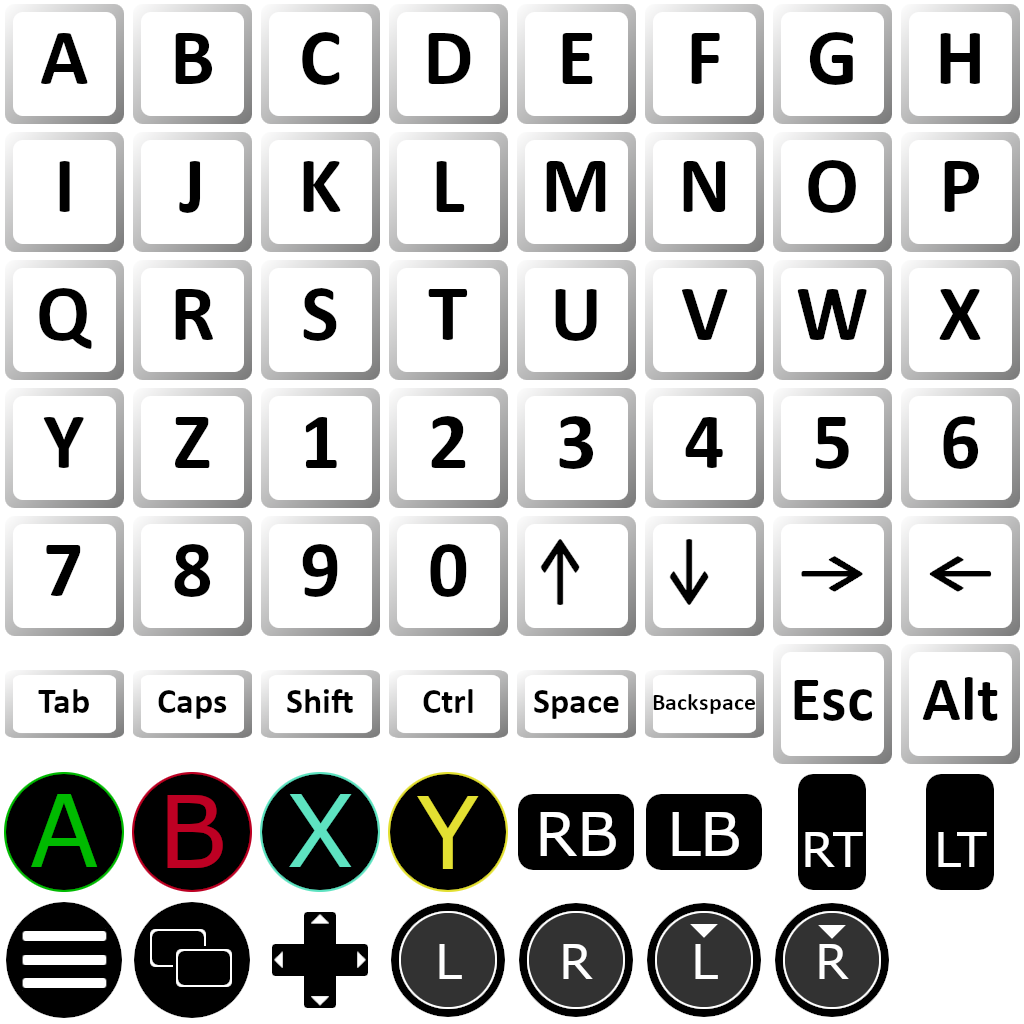 A B C D E F G H
I J K L M N O P
Q R S T U V W X
Y Z 1 2 3 4 5 6
7 8 9 0 ↑ ↓ → ←
Tab Caps Shift Ctrl Space Backspace Esc Alt
A B X Y RB LB RT LT
L R L R